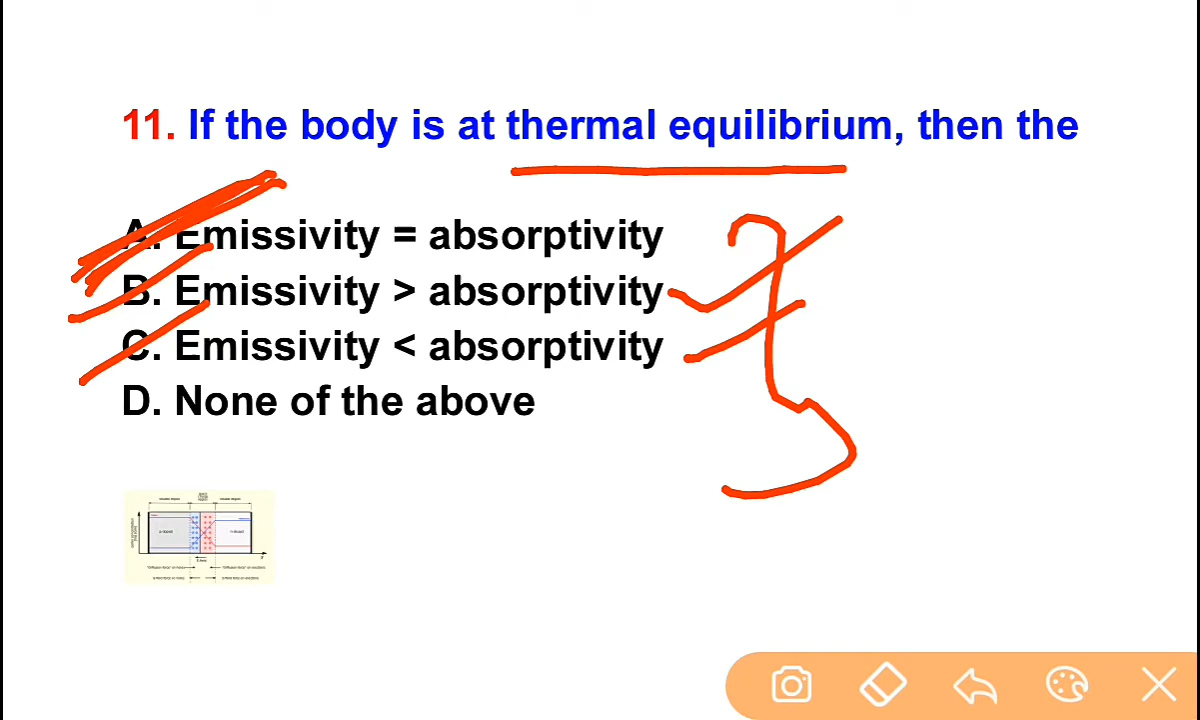 11. If the body is at thermal equilibrium, then the
A. Emissivity = absorptivity
B. Emissivity > absorptivity
C. Emissivity < absorptivity
D. None of the above